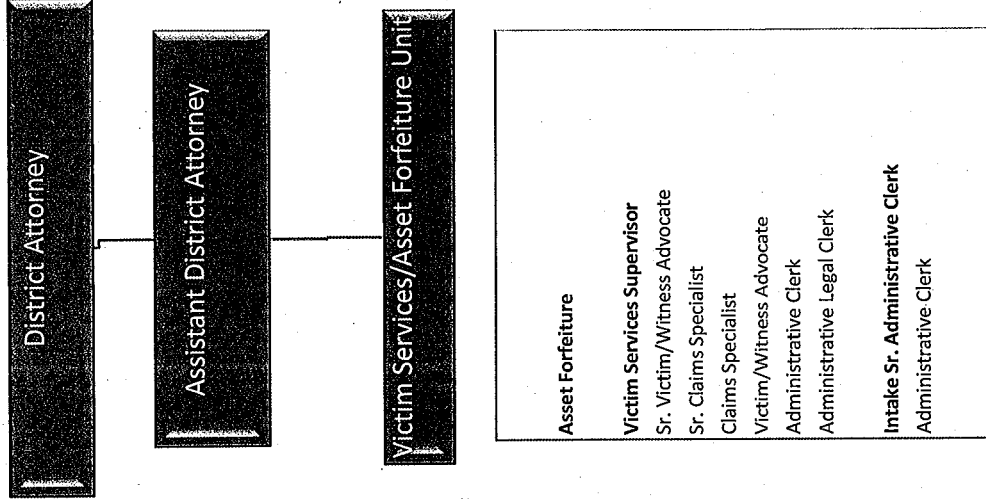 District Attorney
Assistant District Attorney
Victim Services/Asset Forfeiture Unit
Asset Forfeiture
Victim Services Supervisor
Sr. Victim/Witness Advocate
Sr. Claims Specialist
Claims Specialist
Victim/Witness Advocate
Administrative Clerk
Administrative Legal Clerk
Intake Sr. Administrative Clerk
Administrative Clerk